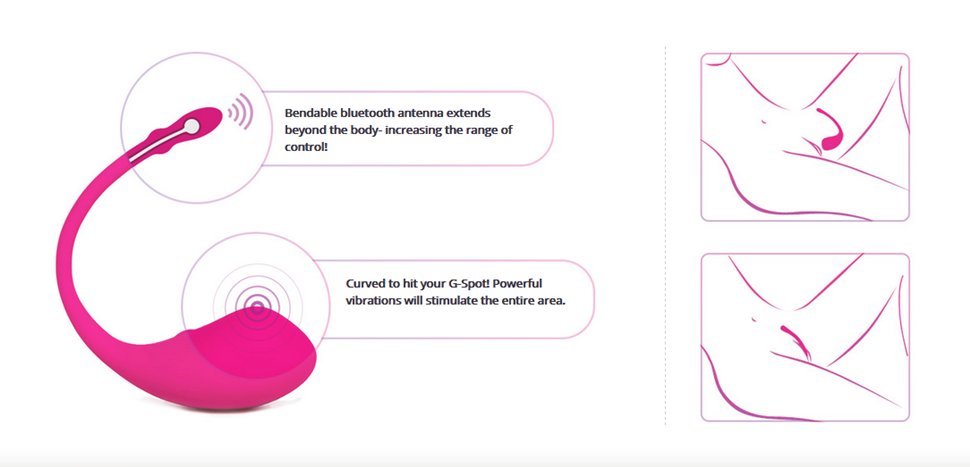 Bendable bluetooth antenna extends
beyond the body- increasing the range of
control!
Curved to hit your G-Spot! Powerful
vibrations will stimulate the entire area.